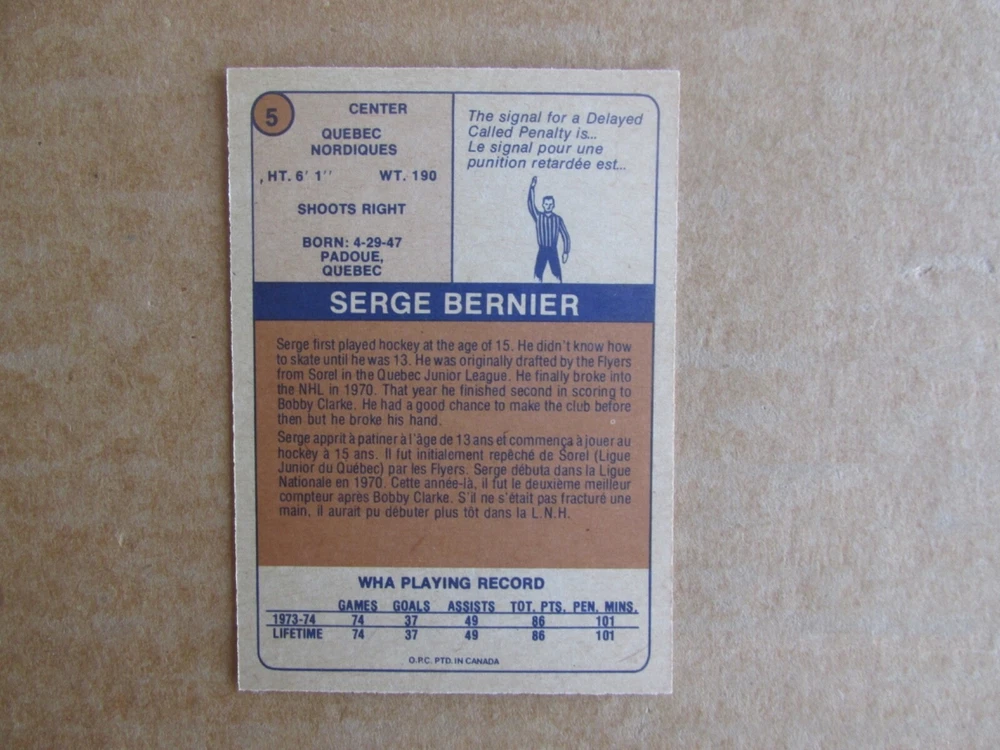 5
CENTER
QUEBEC
NORDIQUES
HT. 6' 1'' WT. 190
SHOOTS RIGHT
BORN: 4-29-47
PADOUE,
QUEBEC
The signal for a Delayed
Called Penalty is...
Le signal pour une
punition retardée est...
SERGE BERNIER
Serge first played hockey at the age of 15. He didn't know how
to skate until he was 13. He was originally drafted by the Flyers
from Sorel in the Quebec Junior League. He finally broke into
the NHL in 1970. That year he finished second in scoring to
Bobby Clarke. He had a good chance to make the club before
then but he broke his hand.
Serge apprit à patiner à l'âge de 13 ans et commença à jouer au
hockey à 15 ans. Il fut initialement repêché de Sorel (Ligue
Junior du Québec) par les Flyers. Serge débuta dans la Ligue
Nationale en 1970. Cette année-là, il fut le deuxième meilleur
compteur après Bobby Clarke. S'il ne s'était pas fracturé une
main, il aurait pu débuter plus tôt dans la L.N.H.
WHA PLAYING RECORD
GAMES GOALS ASSISTS TOT. PTS. PEN. MINS.
1973-74 74 37 49 86 101
LIFETIME 74 37 49 86 101
O.P.C. PTD. IN CANADA